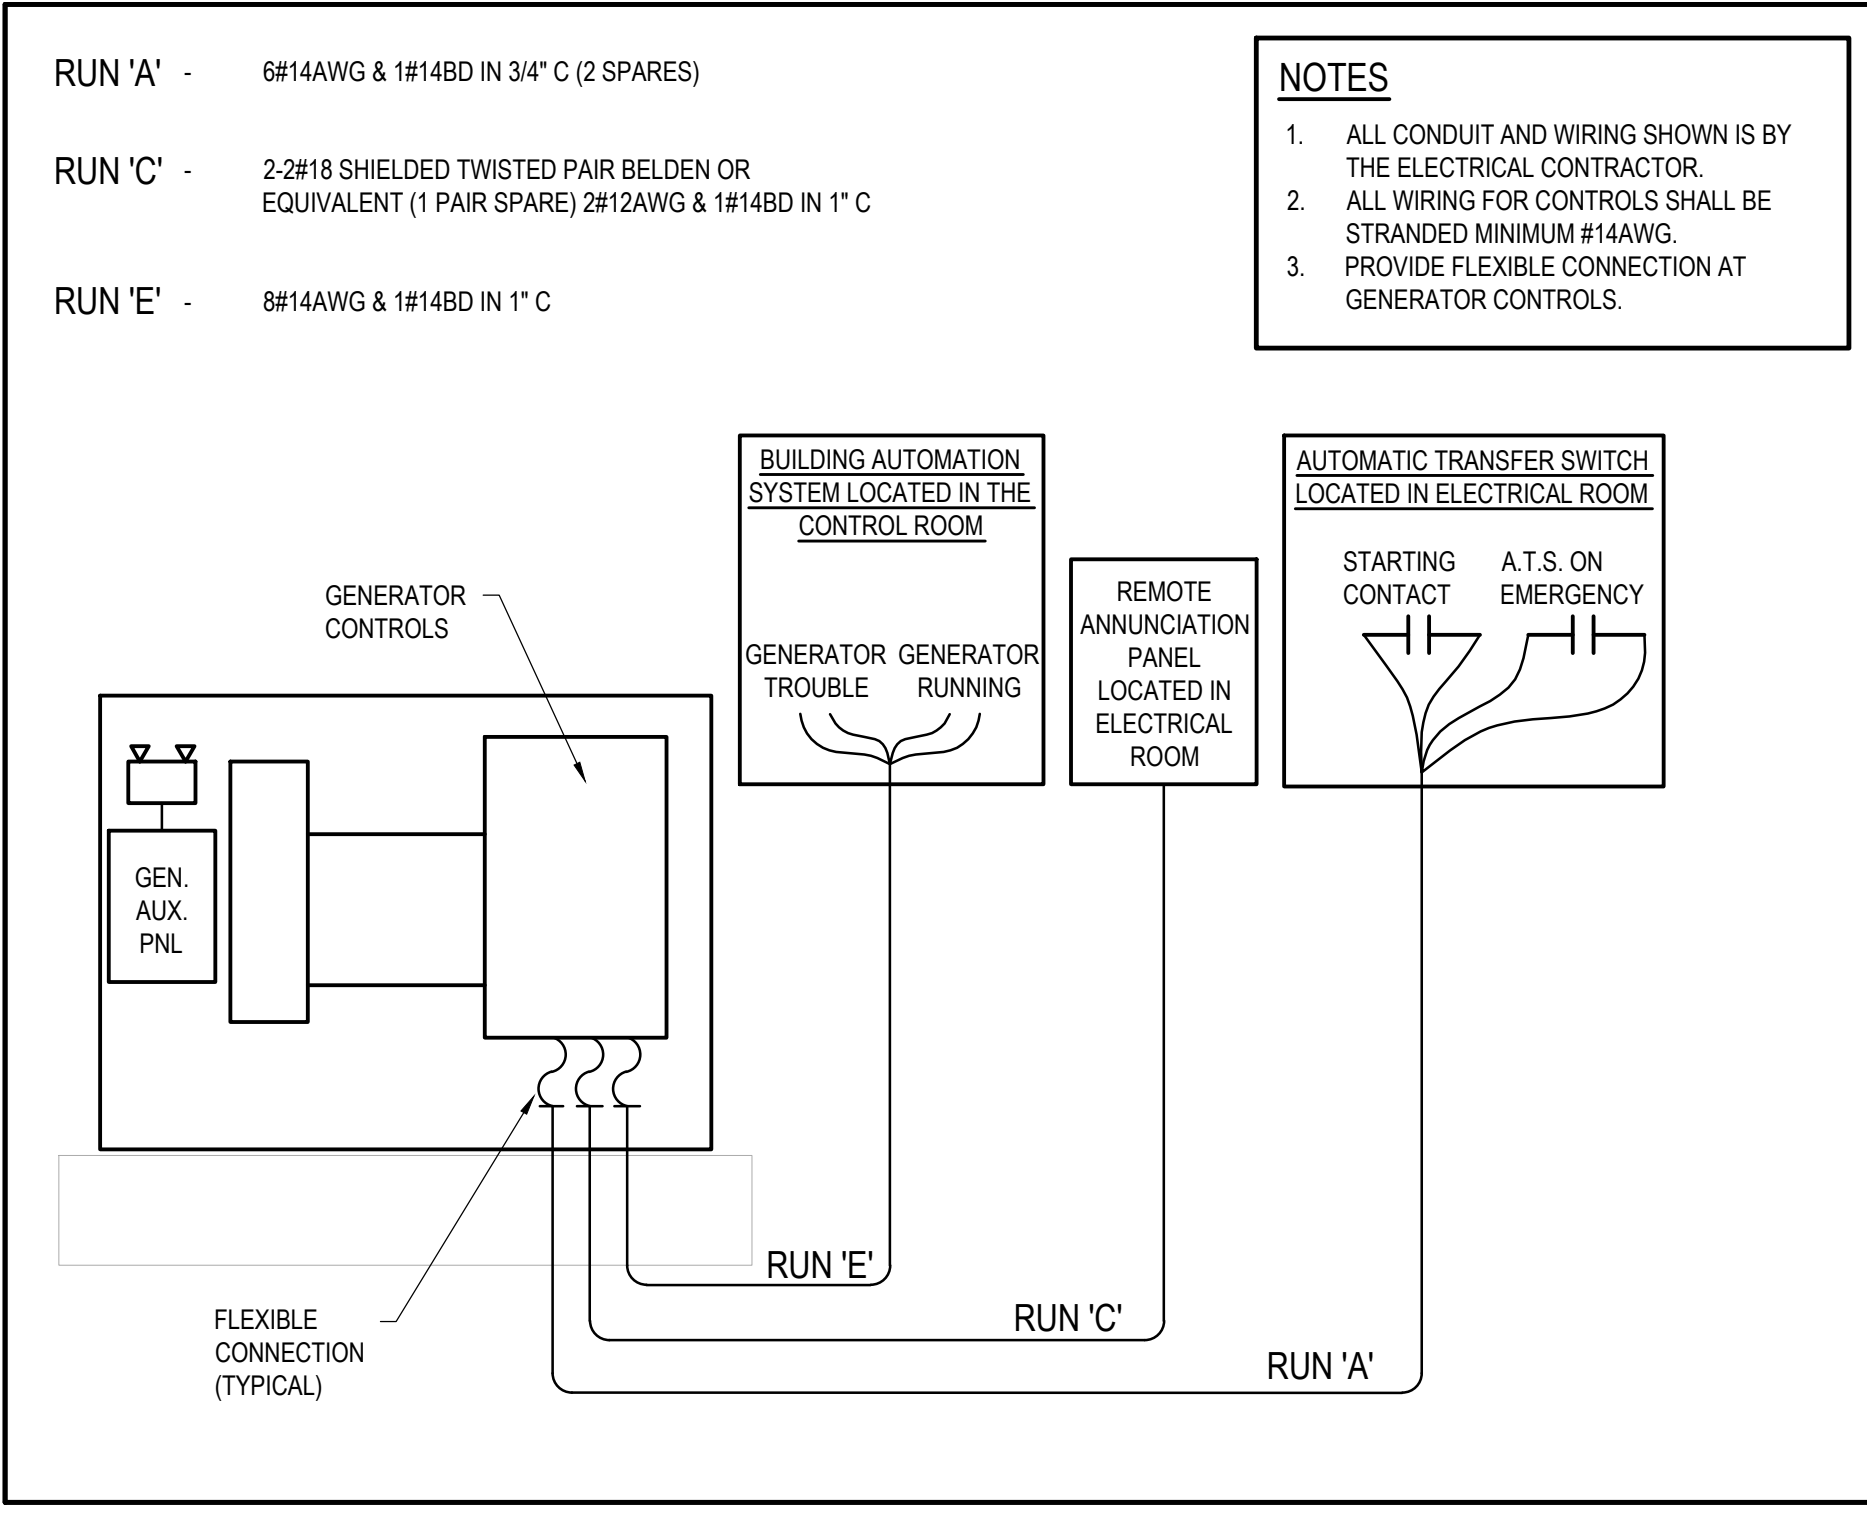 RUN 'A' - 6#14AWG & 1#14BD IN 3/4" C (2 SPARES)
RUN 'C' - 2-2#18 SHIELDED TWISTED PAIR BELDEN OR
EQUIVALENT (1 PAIR SPARE) 2#12AWG & 1#14BD IN 1" C
RUN 'E' - 8#14AWG & 1#14BD IN 1" C
NOTES
1. ALL CONDUIT AND WIRING SHOWN IS BY
THE ELECTRICAL CONTRACTOR.
2. ALL WIRING FOR CONTROLS SHALL BE
STRANDED MINIMUM #14AWG.
3. PROVIDE FLEXIBLE CONNECTION AT
GENERATOR CONTROLS.
BUILDING AUTOMATION
SYSTEM LOCATED IN THE
CONTROL ROOM
GENERATOR
TROUBLE
GENERATOR
RUNNING
REMOTE
ANNUNCIATION
PANEL
LOCATED IN
ELECTRICAL
ROOM
AUTOMATIC TRANSFER SWITCH
LOCATED IN ELECTRICAL ROOM
STARTING
CONTACT
A.T.S. ON
EMERGENCY
GENERATOR
CONTROLS
GEN.
AUX.
PNL
RUN 'E'
RUN 'C'
RUN 'A'
FLEXIBLE
CONNECTION
(TYPICAL)